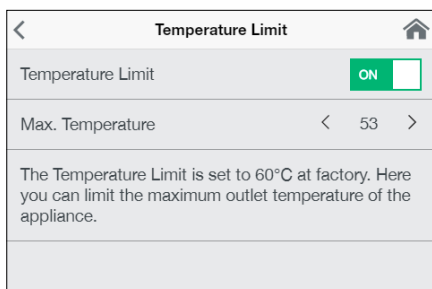 Temperature Limit
Temperature Limit ON
Max. Temperature < 53 >
The Temperature Limit is set to 60°C at factory. Here
you can limit the maximum outlet temperature of the
appliance.